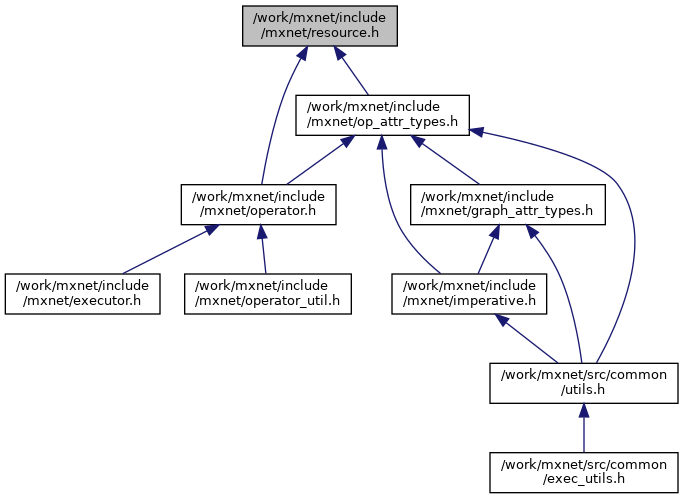 /work/mxnet/include
/mxnet/resource.h
/work/mxnet/include
/mxnet/op_attr_types.h
/work/mxnet/include
/mxnet/operator.h
/work/mxnet/include
/mxnet/graph_attr_types.h
/work/mxnet/include
/mxnet/executor.h
/work/mxnet/include
/mxnet/operator_util.h
/work/mxnet/include
/mxnet/imperative.h
/work/mxnet/src/common
/utils.h
/work/mxnet/src/common
/exec_utils.h